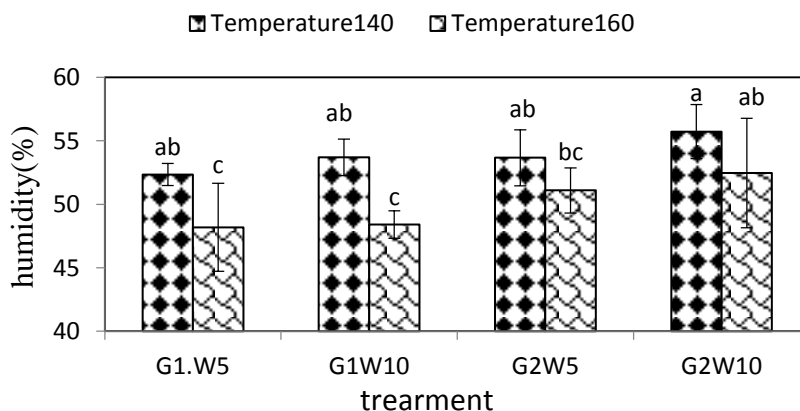 Temperature140 Temperature160
60
55
50
45
40
humidity(%)
ab c ab c ab bc a ab
G1.W5 G1W10 G2W5 G2W10
trearment